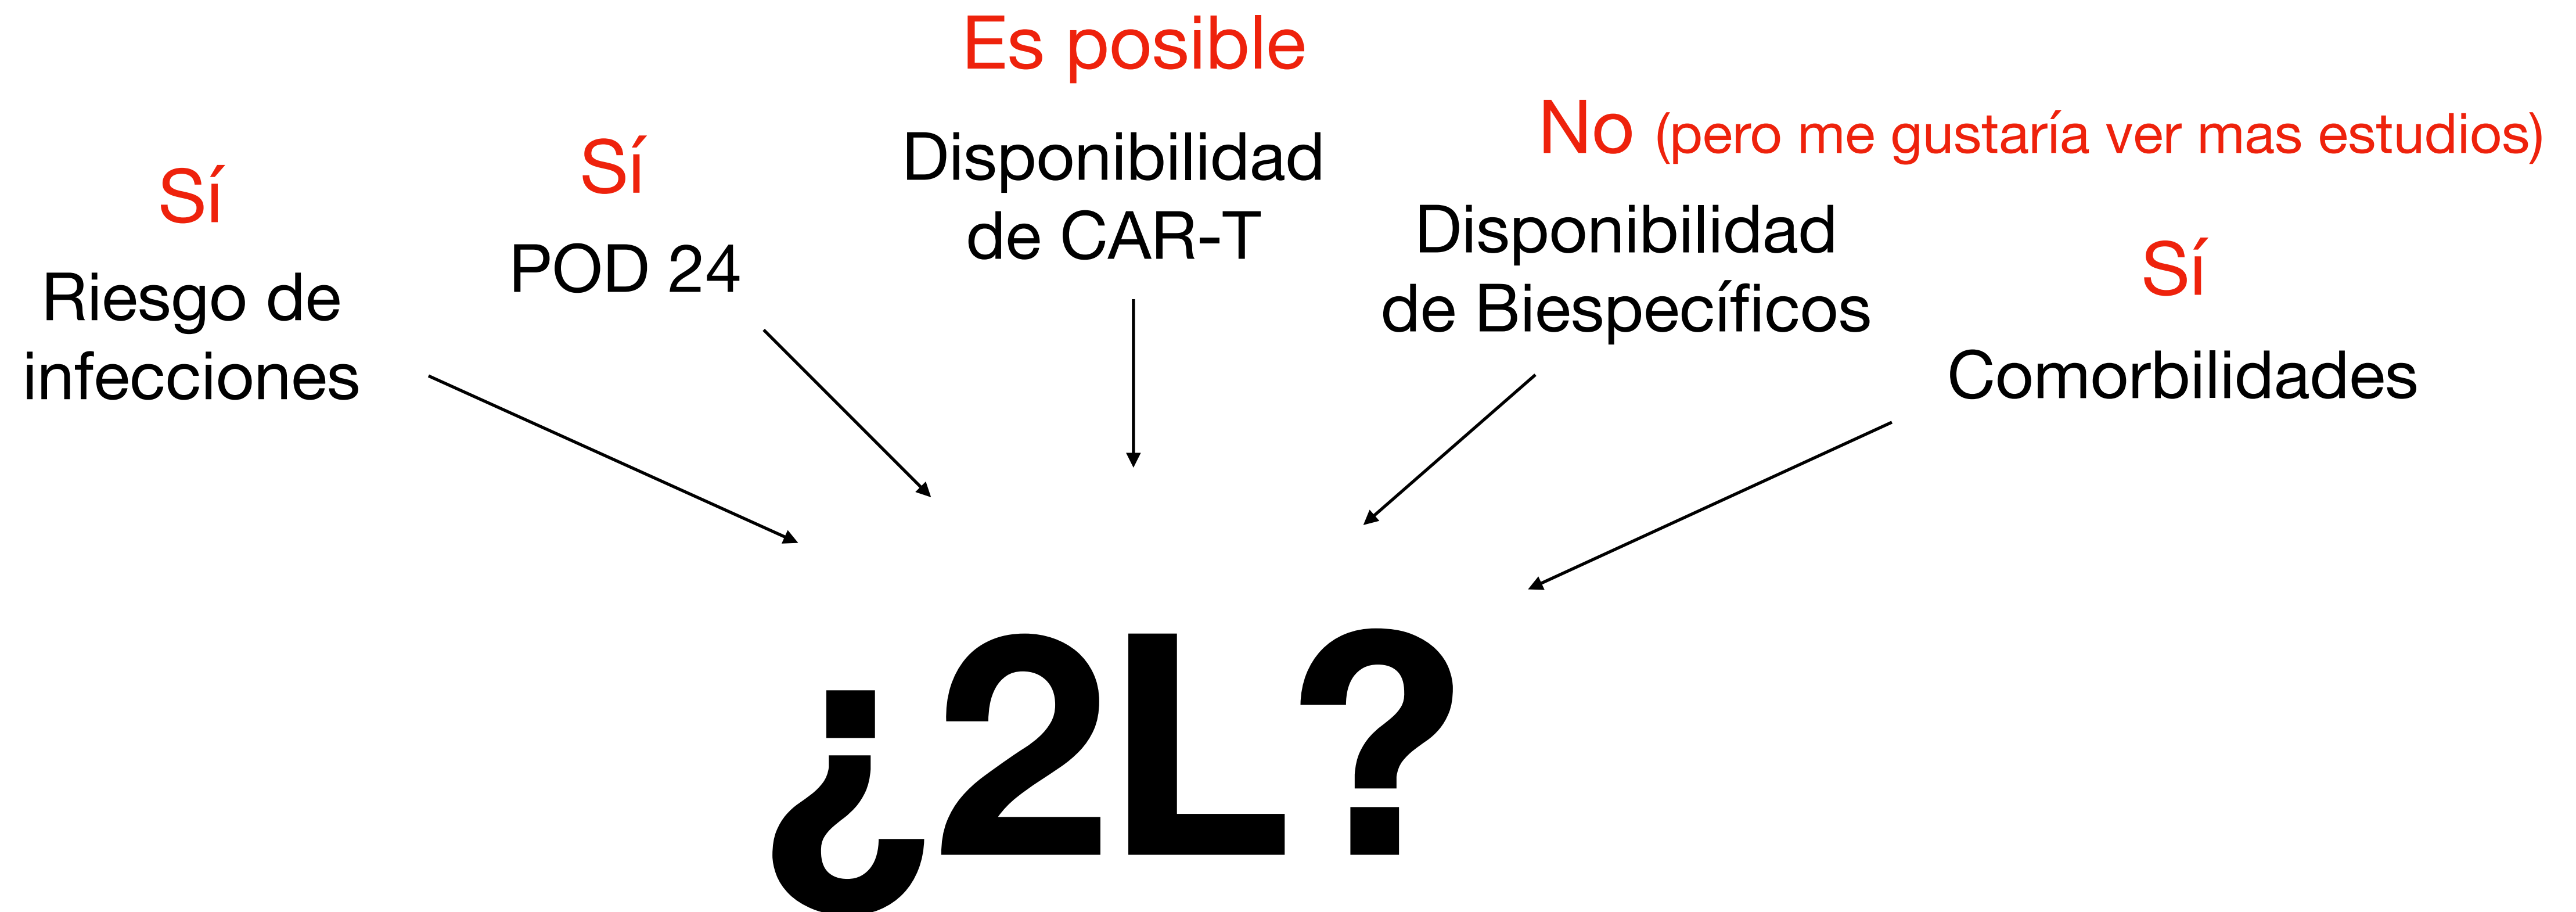 Sí
Riesgo de
infecciones
Sí
POD 24
Es posible
Disponibilidad
de CAR-T
No (pero me gustaría ver mas estudios)
Disponibilidad
de Biespecíficos
Sí
Comorbilidades
¿2L?